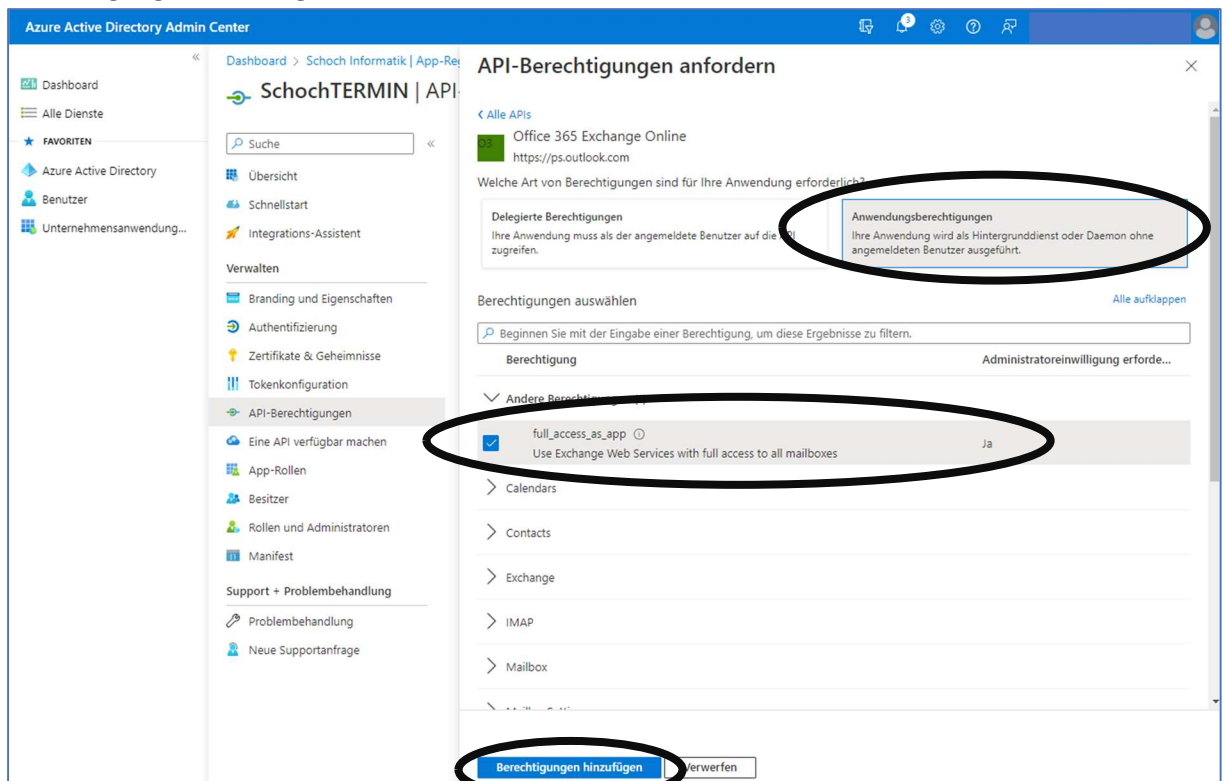 Azure Active Directory Admin Center
3
Dashboard
Alle Dienste
FAVORITEN
Azure Active Directory
Benutzer
Unternehmensanwendung...
Dashboard > Schoch Informatik | App-Re
SchochTERMIN | API-
Suche
Übersicht
Schnellstart
Integrations-Assistent
Verwalten
Branding und Eigenschaften
Authentifizierung
Zertifikate & Geheimnisse
Tokenkonfiguration
API-Berechtigungen
Eine API verfügbar machen
App-Rollen
Besitzer
Rollen und Administratoren
Manifest
Support + Problembehandlung
Problembehandlung
Neue Supportanfrage
API-Berechtigungen anfordern
Alle APIs
Office 365 Exchange Online
https://ps.outlook.com
Welche Art von Berechtigungen sind für Ihre Anwendung erforderlich?
Delegierte Berechtigungen
Ihre Anwendung muss als der angemeldete Benutzer auf die API
zugreifen.
Anwendungsberechtigungen
Ihre Anwendung wird als Hintergrunddienst oder Daemon ohne
angemeldeten Benutzer ausgeführt.
Berechtigungen auswählen
Alle aufklappen
Beginnen Sie mit der Eingabe einer Berechtigung, um diese Ergebnisse zu filtern.
Berechtigung
Administratoreinwilligung erforde...
Andere
full_access_as_app
Use Exchange Web Services with full access to all mailboxes
Ja
Calendars
Contacts
Exchange
IMAP
Mailbox
Berechtigungen hinzufügen
Verwerfen